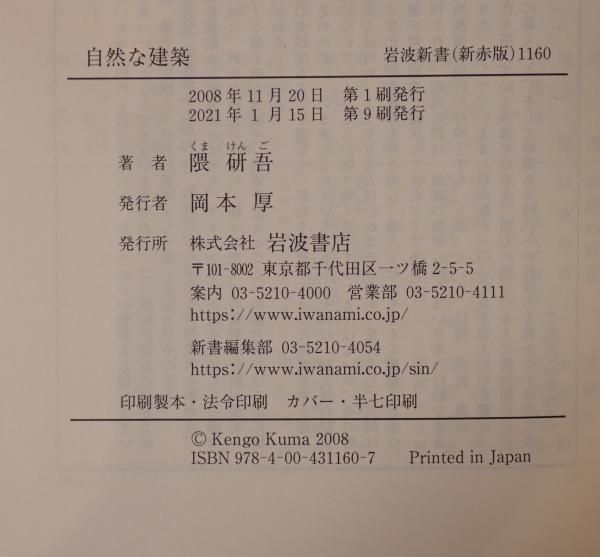 自然な建築　岩波新書(新赤版)1160
2008年11月20日　第1刷発行
2021年 1月15日　第9刷発行
くま けん ご
著者　隈 研吾
発行者　岡本 厚
発行所　株式会社 岩波書店
〒101-8002 東京都千代田区一ツ橋2-5-5
案内 03-5210-4000　営業部 03-5210-4111
https://www.iwanami.co.jp/
新書編集部 03-5210-4054
https://www.iwanami.co.jp/sin/
印刷製本・法令印刷　カバー・半七印刷
© Kengo Kuma 2008
ISBN 978-4-00-431160-7　Printed in Japan